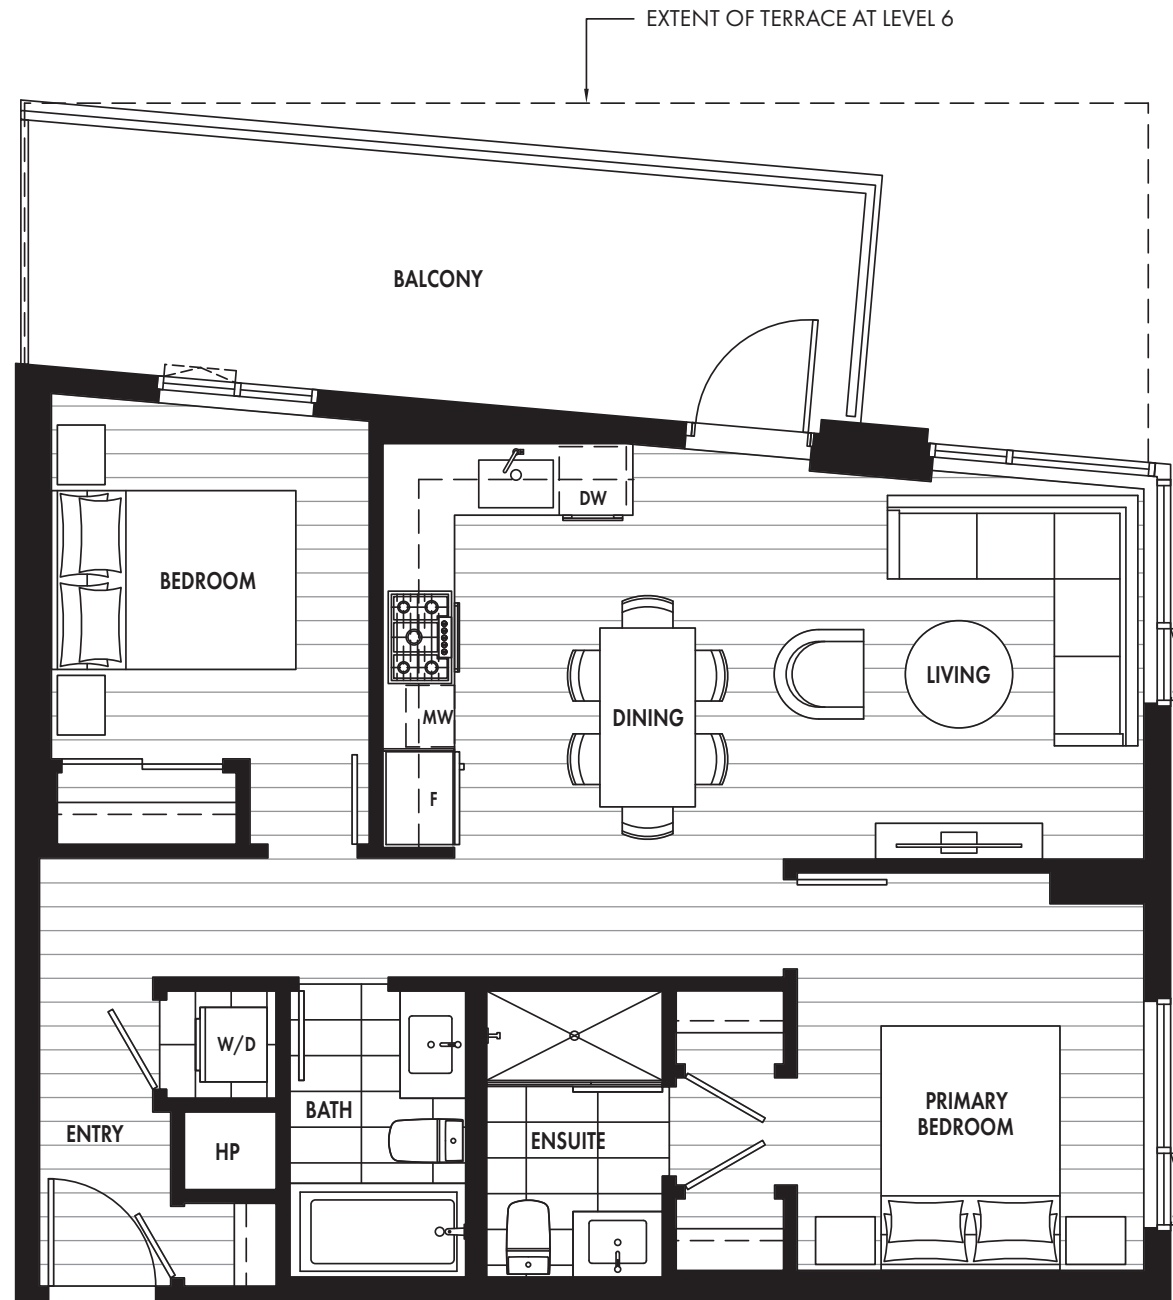 EXTENT OF TERRACE AT LEVEL 6
BALCONY
DW
BEDROOM
LIVING
DINING
MW
F
W/D
BATH
PRIMARY
BEDROOM
ENTRY
ENSUITE
HP